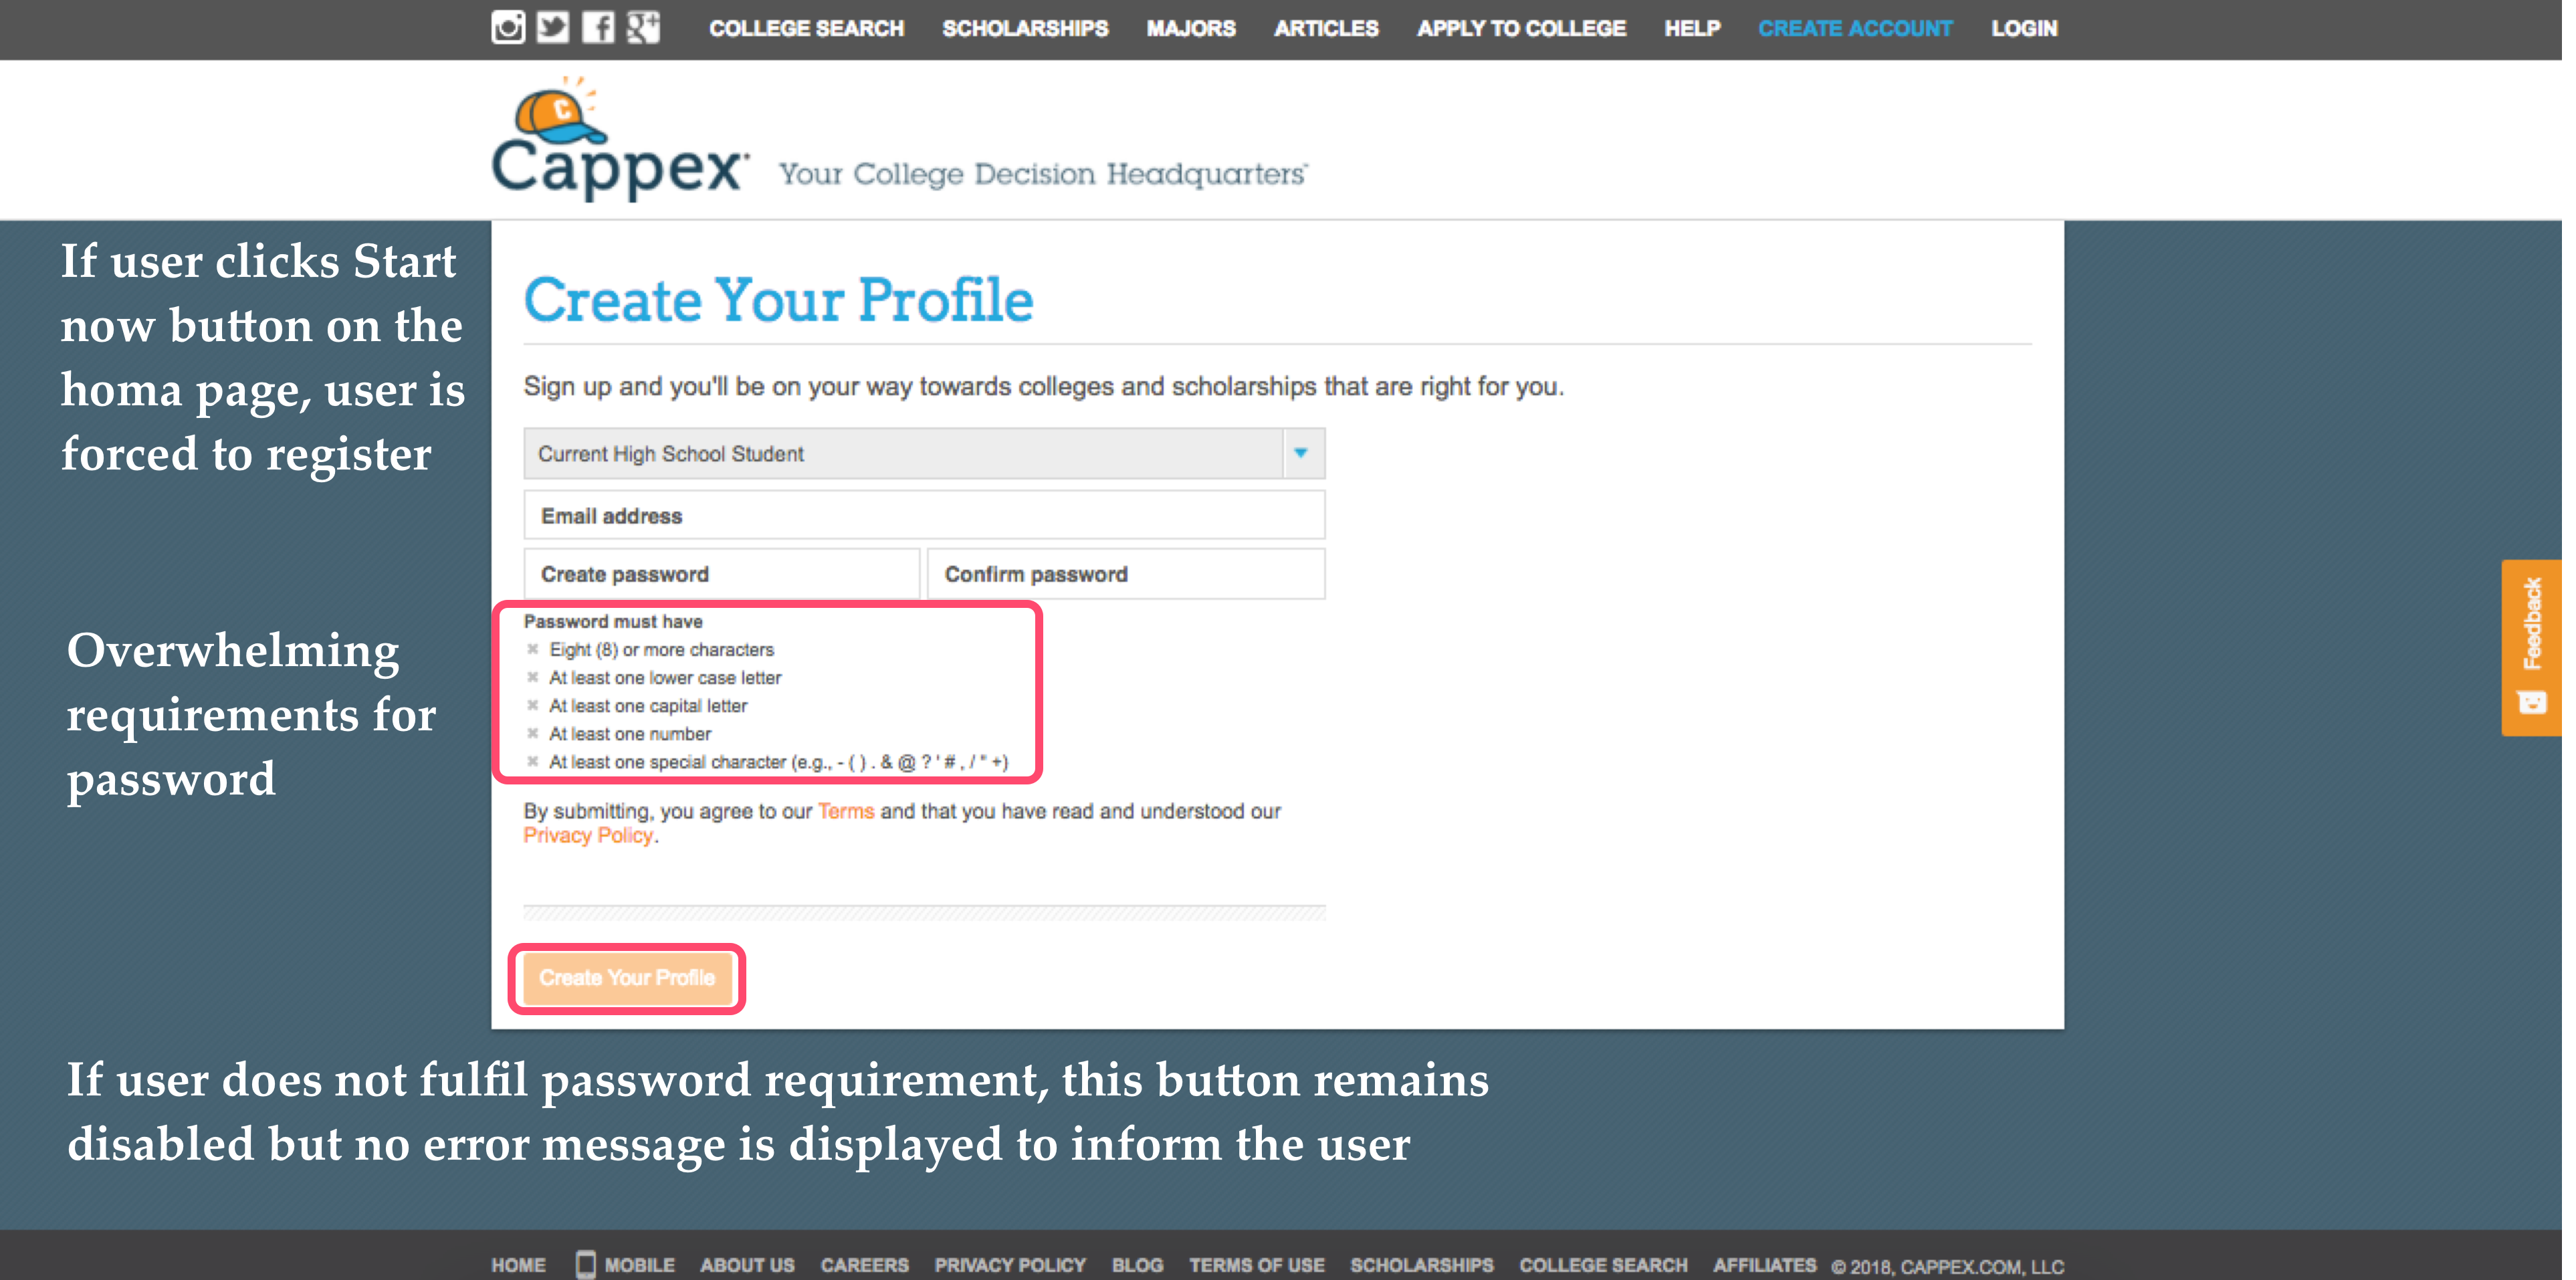 COLLEGE SEARCH SCHOLARSHIPS MAJORS ARTICLES APPLY TO COLLEGE HELP CREATE ACCOUNT LOGIN
C
Cappex Your College Decision Headquarters™
If user clicks Start
now button on the
homa page, user is
forced to register
Create Your Profile
Sign up and you'll be on your way towards colleges and scholarships that are right for you.
Current High School Student
Email address
Create password Confirm password
Overwhelming
requirements for
password
Password must have
Eight (8) or more characters
At least one lower case letter
At least one capital letter
At least one number
At least one special character (e.g., - ( ) . & @ ? ' # , / " +)
By submitting, you agree to our Terms and that you have read and understood our
Privacy Policy.
Create Your Profile
Feedback
If user does not fulfil password requirement, this button remains
disabled but no error message is displayed to inform the user
HOME MOBILE ABOUT US CAREERS PRIVACY POLICY BLOG TERMS OF USE SCHOLARSHIPS COLLEGE SEARCH AFFILIATES © 2018, CAPPEX.COM, LLC